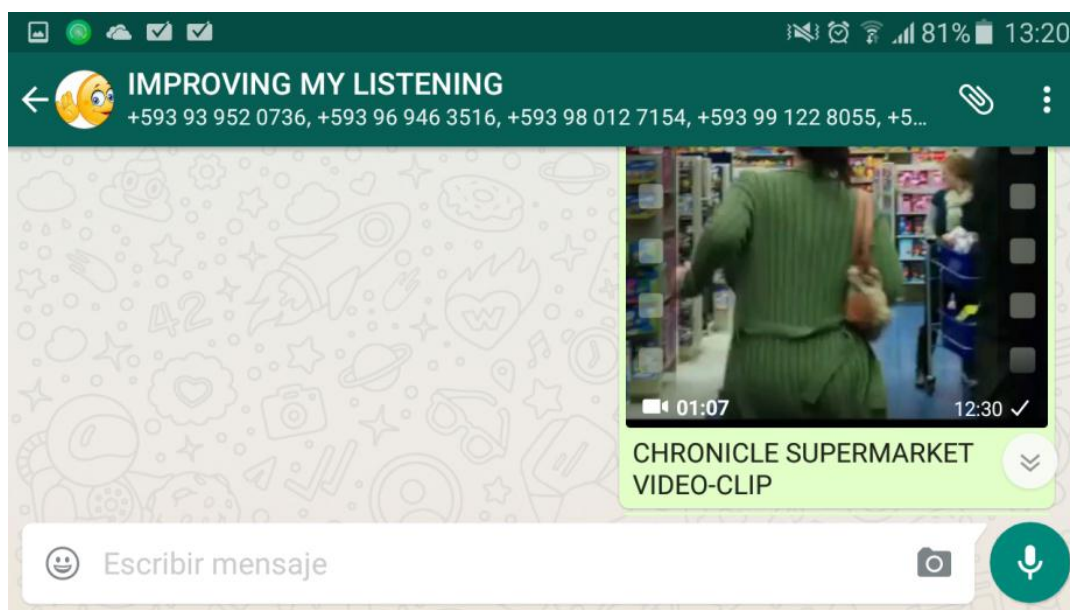 81% 13:20
IMPROVING MY LISTENING
+593 93 952 0736, +593 96 946 3516, +593 98 012 7154, +593 99 122 8055, +5...
01:07 12:30
CHRONICLE SUPERMARKET
VIDEO-CLIP
Escribir mensaje